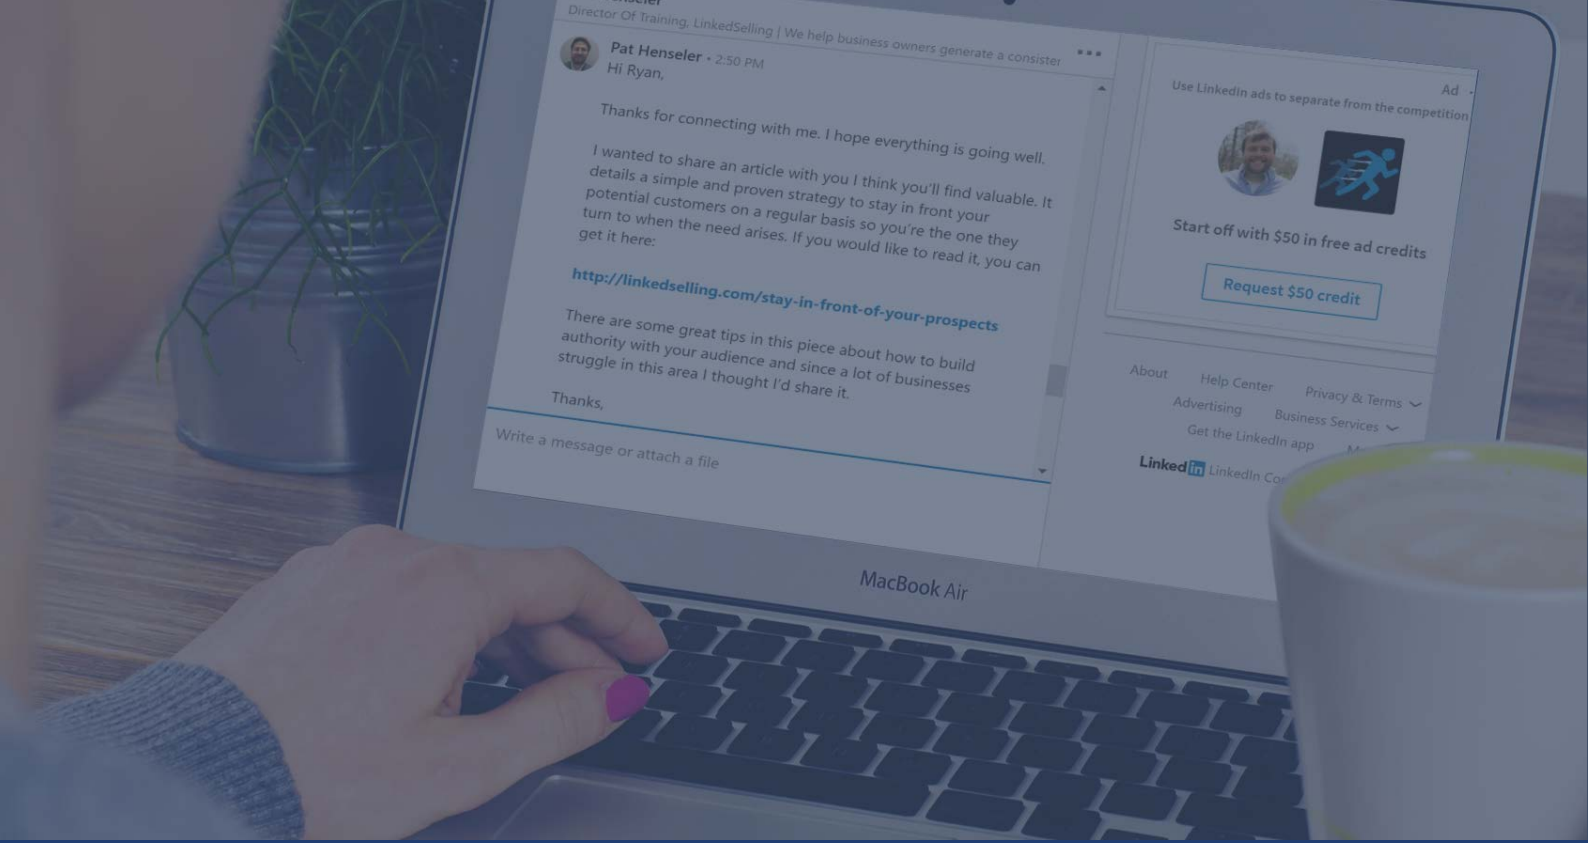 Director Of Training, LinkedSelling | We help business owners generate a consister
Pat Henseler • 2:50 PM
Hi Ryan,
Thanks for connecting with me. I hope everything is going well.
I wanted to share an article with you I think you'll find valuable. It
details a simple and proven strategy to stay in front your
potential customers on a regular basis so you're the one they
turn to when the need arises. If you would like to read it, you can
get it here:
http://linkedselling.com/stay-in-front-of-your-prospects
There are some great tips in this piece about how to build
authority with your audience and since a lot of businesses
struggle in this area I thought I'd share it.
Thanks,
Write a message or attach a file
Ad
Use LinkedIn ads to separate from the competition
Start off with $50 in free ad credits
Request $50 credit
About Help Center Privacy & Terms
Advertising Business Services
Get the LinkedIn app
Linked in LinkedIn Co
MacBook Air